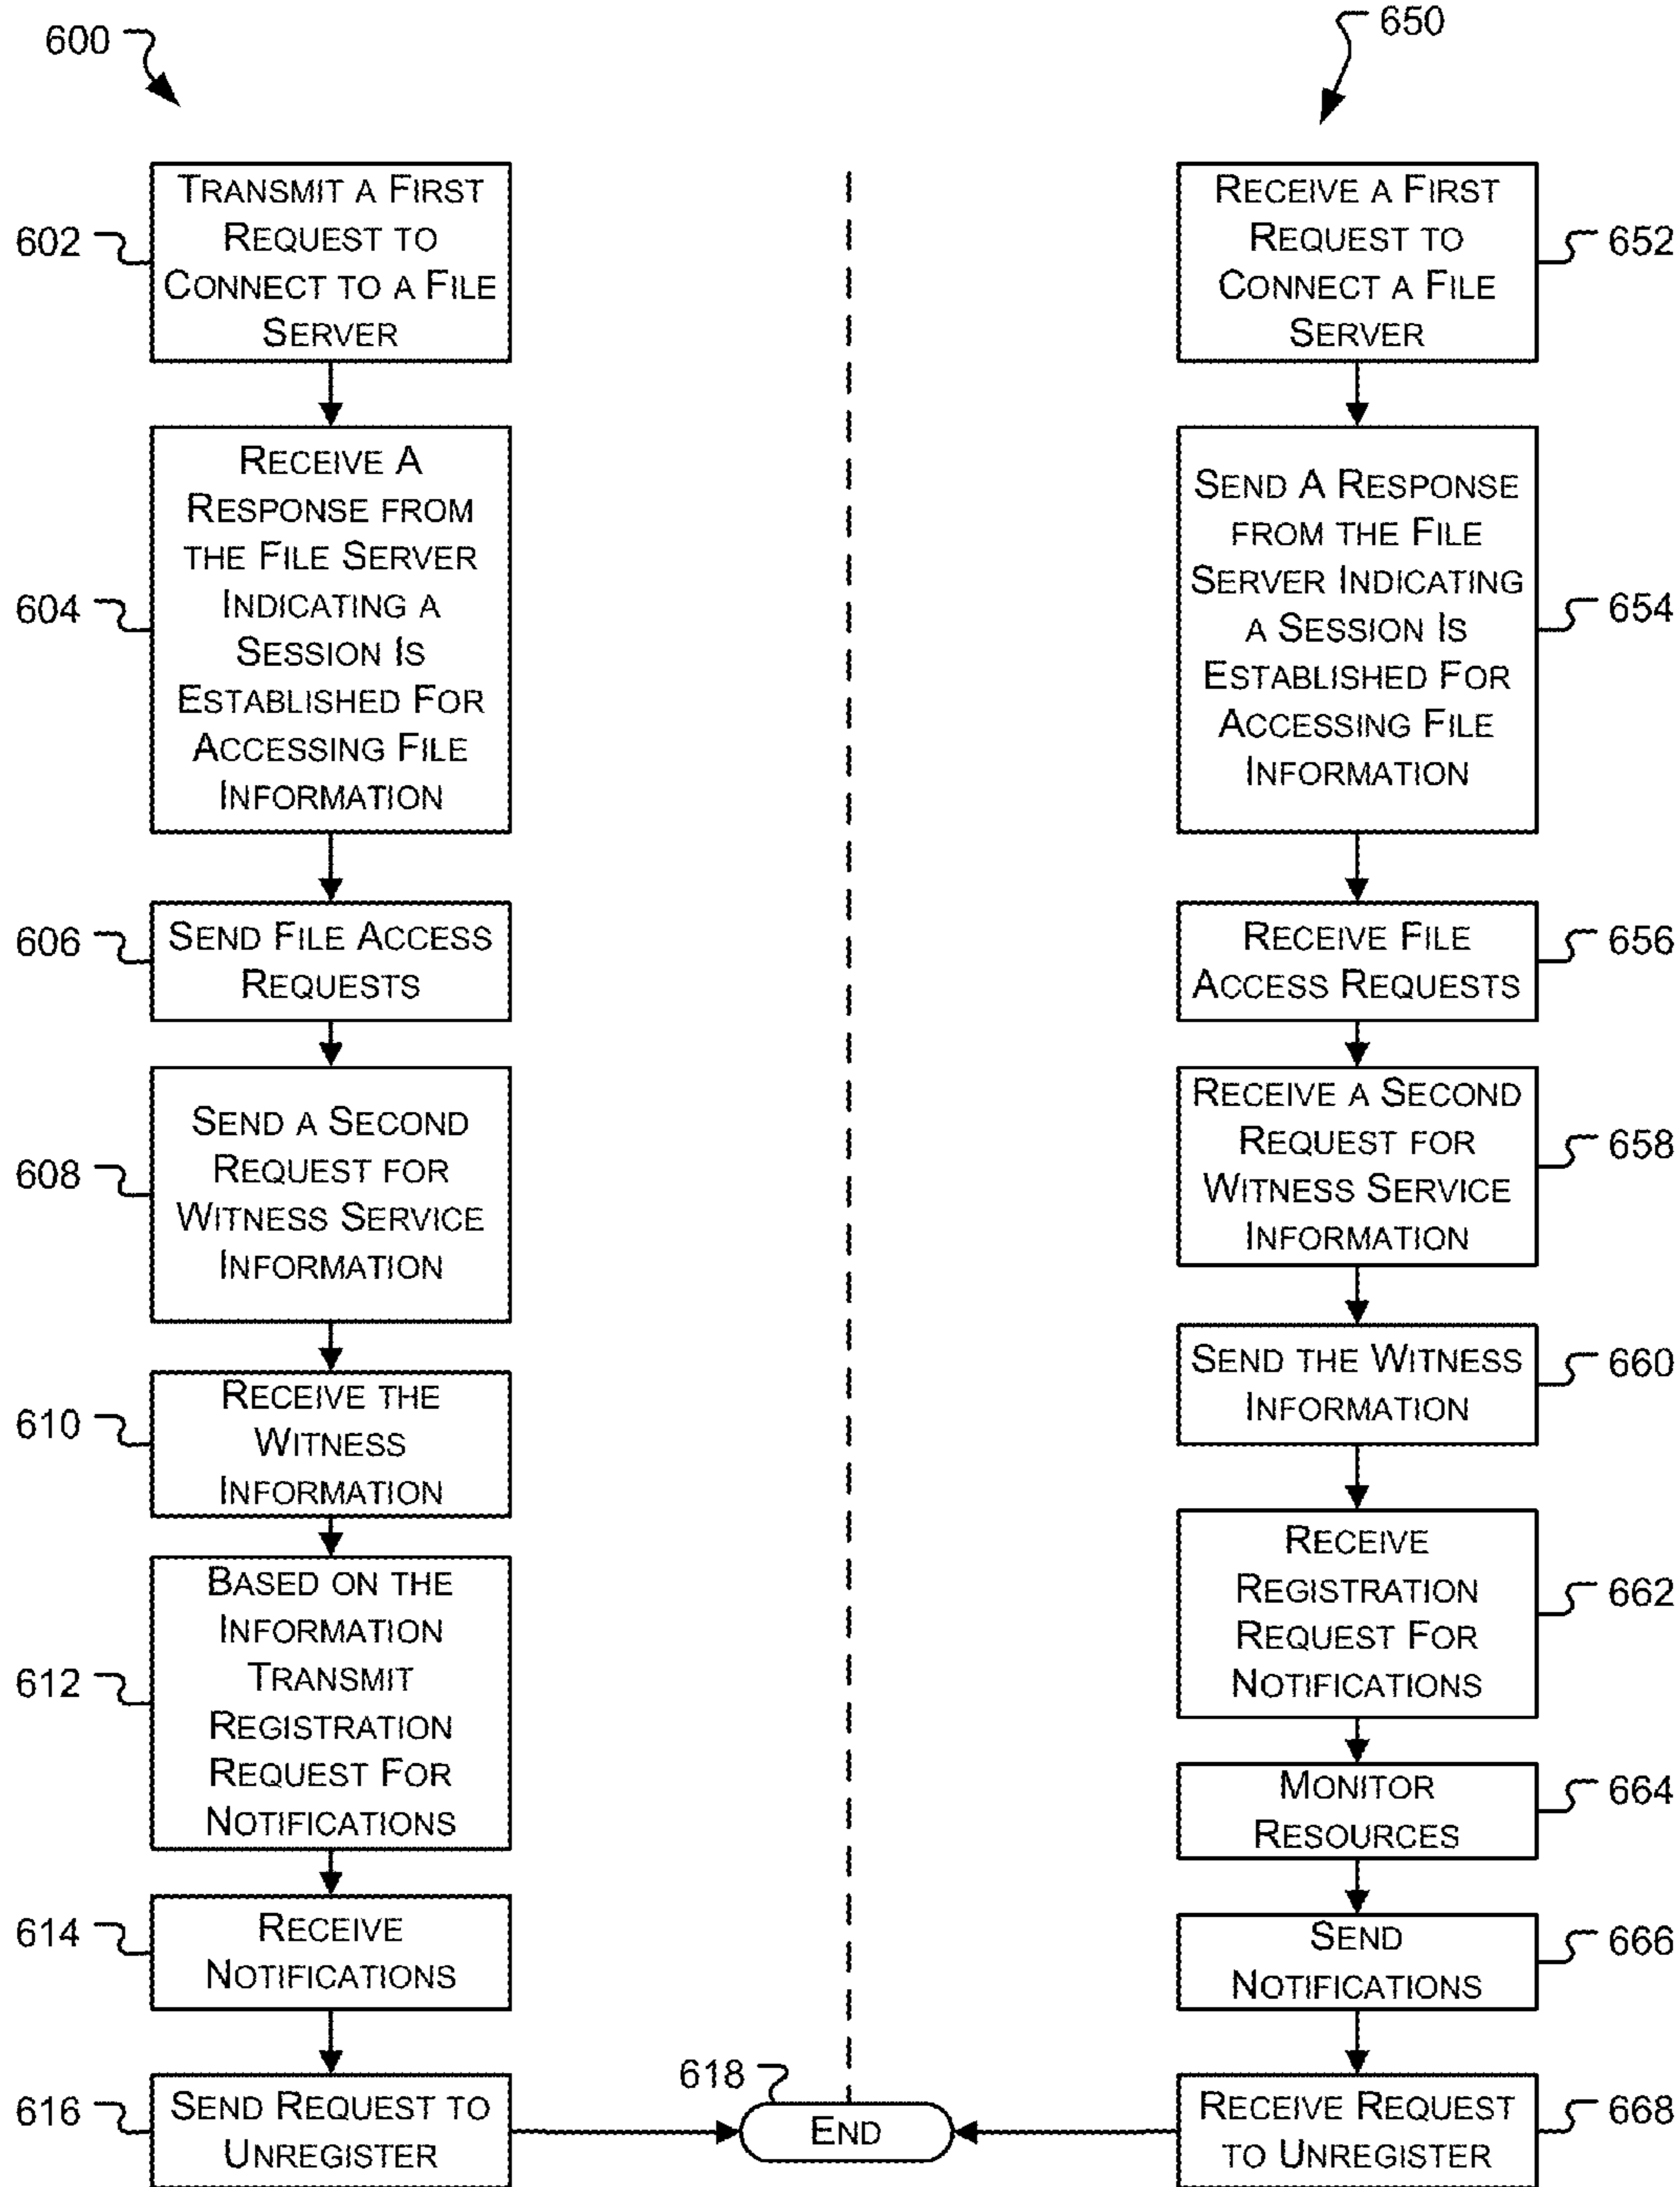 600
602
TRANSMIT A FIRST
REQUEST TO
CONNECT TO A FILE
SERVER
604
RECEIVE A
RESPONSE FROM
THE FILE SERVER
INDICATING A
SESSION IS
ESTABLISHED FOR
ACCESSING FILE
INFORMATION
606
SEND FILE ACCESS
REQUESTS
608
SEND A SECOND
REQUEST FOR
WITNESS SERVICE
INFORMATION
610
RECEIVE THE
WITNESS
INFORMATION
612
BASED ON THE
INFORMATION
TRANSMIT
REGISTRATION
REQUEST FOR
NOTIFICATIONS
614
RECEIVE
NOTIFICATIONS
616
SEND REQUEST TO
UNREGISTER
618
END
650
RECEIVE A FIRST
REQUEST TO
CONNECT A FILE
SERVER
652
SEND A RESPONSE
FROM THE FILE
SERVER INDICATING
A SESSION IS
ESTABLISHED FOR
ACCESSING FILE
INFORMATION
654
RECEIVE FILE
ACCESS REQUESTS
656
RECEIVE A SECOND
REQUEST FOR
WITNESS SERVICE
INFORMATION
658
SEND THE WITNESS
INFORMATION
660
RECEIVE
REGISTRATION
REQUEST FOR
NOTIFICATIONS
662
MONITOR
RESOURCES
664
SEND
NOTIFICATIONS
666
RECEIVE REQUEST
TO UNREGISTER
668